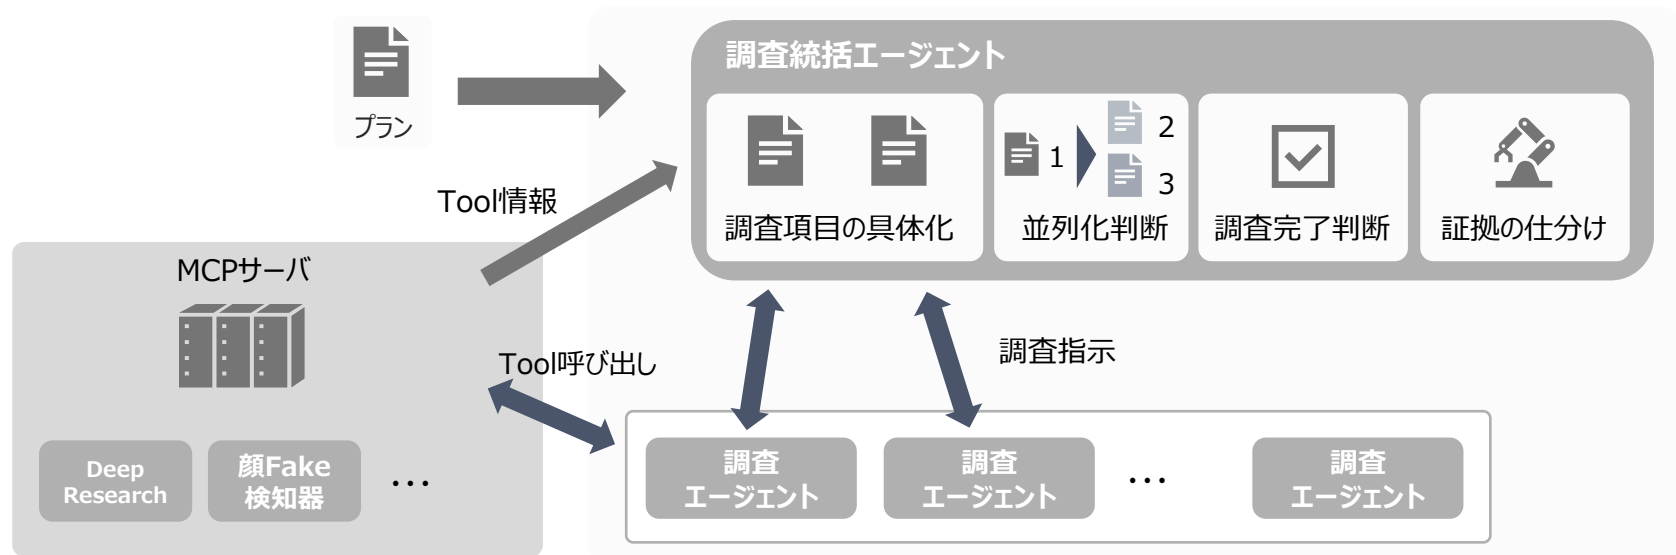 プラン
調査統括エージェント
1
2
3
調査項目の具体化
並列化判断
調査完了判断
証拠の仕分け
Tool情報
MCPサーバ
Tool呼び出し
調査指示
Deep
Research
顔Fake
検知器
…
調査
エージェント
調査
エージェント
…
調査
エージェント